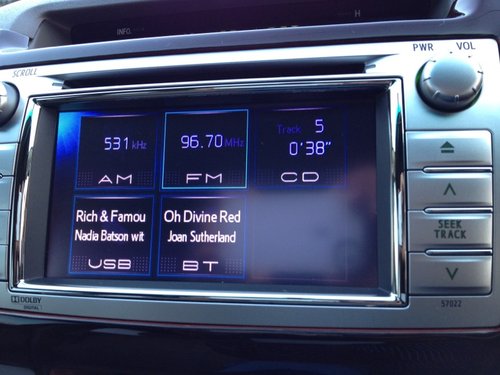 INFO.
H
SCROLL
PWR VOL
531 kHz
AM
96.70 MHz
FM
Track 5
0'38"
CD
Rich & Famou
Nadia Batson wit
USB
Oh Divine Red
Joan Sutherland
BT
SEEK
TRACK
DOLBY
DIGITAL
57022